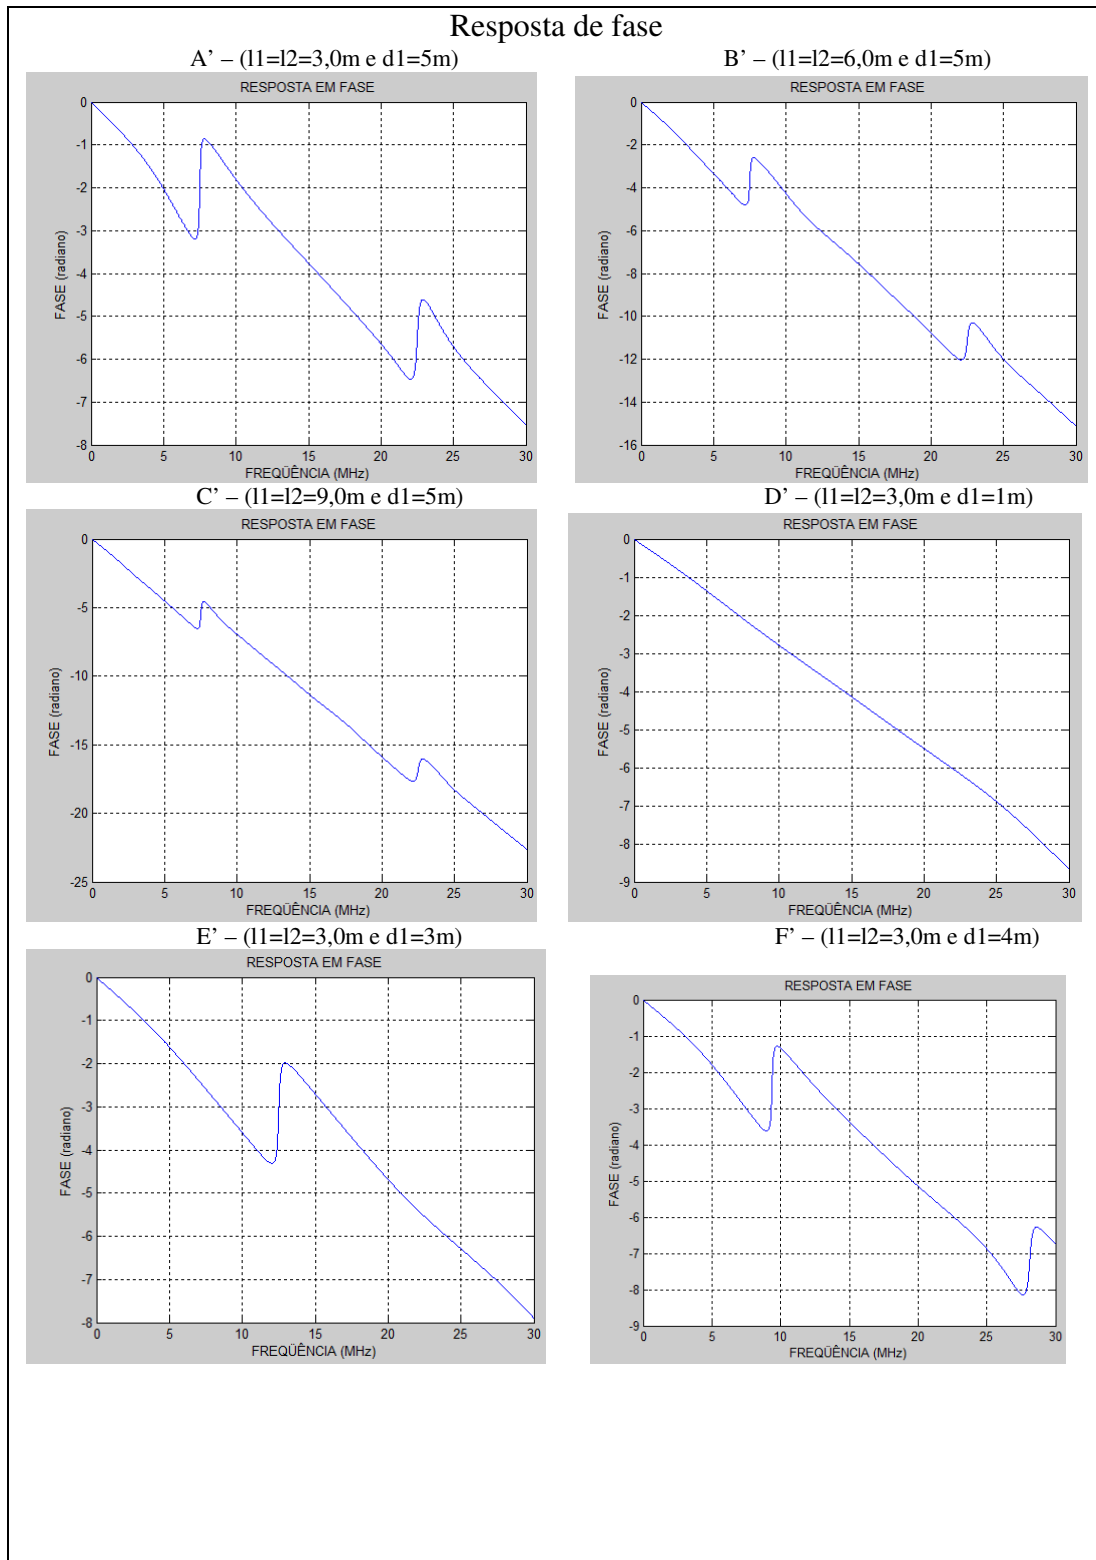 Resposta de fase
A’ – (l1=l2=3,0m e d1=5m)
RESPOSTA EM FASE
FASE (radiano)
0
-1
-2
-3
-4
-5
-6
-7
-8
0 5 10 15 20 25 30
FREQÜÊNCIA (MHz)
B’ – (l1=l2=6,0m e d1=5m)
RESPOSTA EM FASE
FASE (radiano)
0
-2
-4
-6
-8
-10
-12
-14
-16
0 5 10 15 20 25 30
FREQÜÊNCIA (MHz)
C’ – (l1=l2=9,0m e d1=5m)
RESPOSTA EM FASE
FASE (radiano)
0
-5
-10
-15
-20
-25
0 5 10 15 20 25 30
FREQÜÊNCIA (MHz)
D’ – (l1=l2=3,0m e d1=1m)
RESPOSTA EM FASE
FASE (radiano)
0
-1
-2
-3
-4
-5
-6
-7
-8
-9
0 5 10 15 20 25 30
FREQÜÊNCIA (MHz)
E’ – (l1=l2=3,0m e d1=3m)
RESPOSTA EM FASE
FASE (radiano)
0
-1
-2
-3
-4
-5
-6
-7
-8
0 5 10 15 20 25 30
FREQÜÊNCIA (MHz)
F’ – (l1=l2=3,0m e d1=4m)
RESPOSTA EM FASE
FASE (radiano)
0
-1
-2
-3
-4
-5
-6
-7
-8
-9
0 5 10 15 20 25 30
FREQÜÊNCIA (MHz)